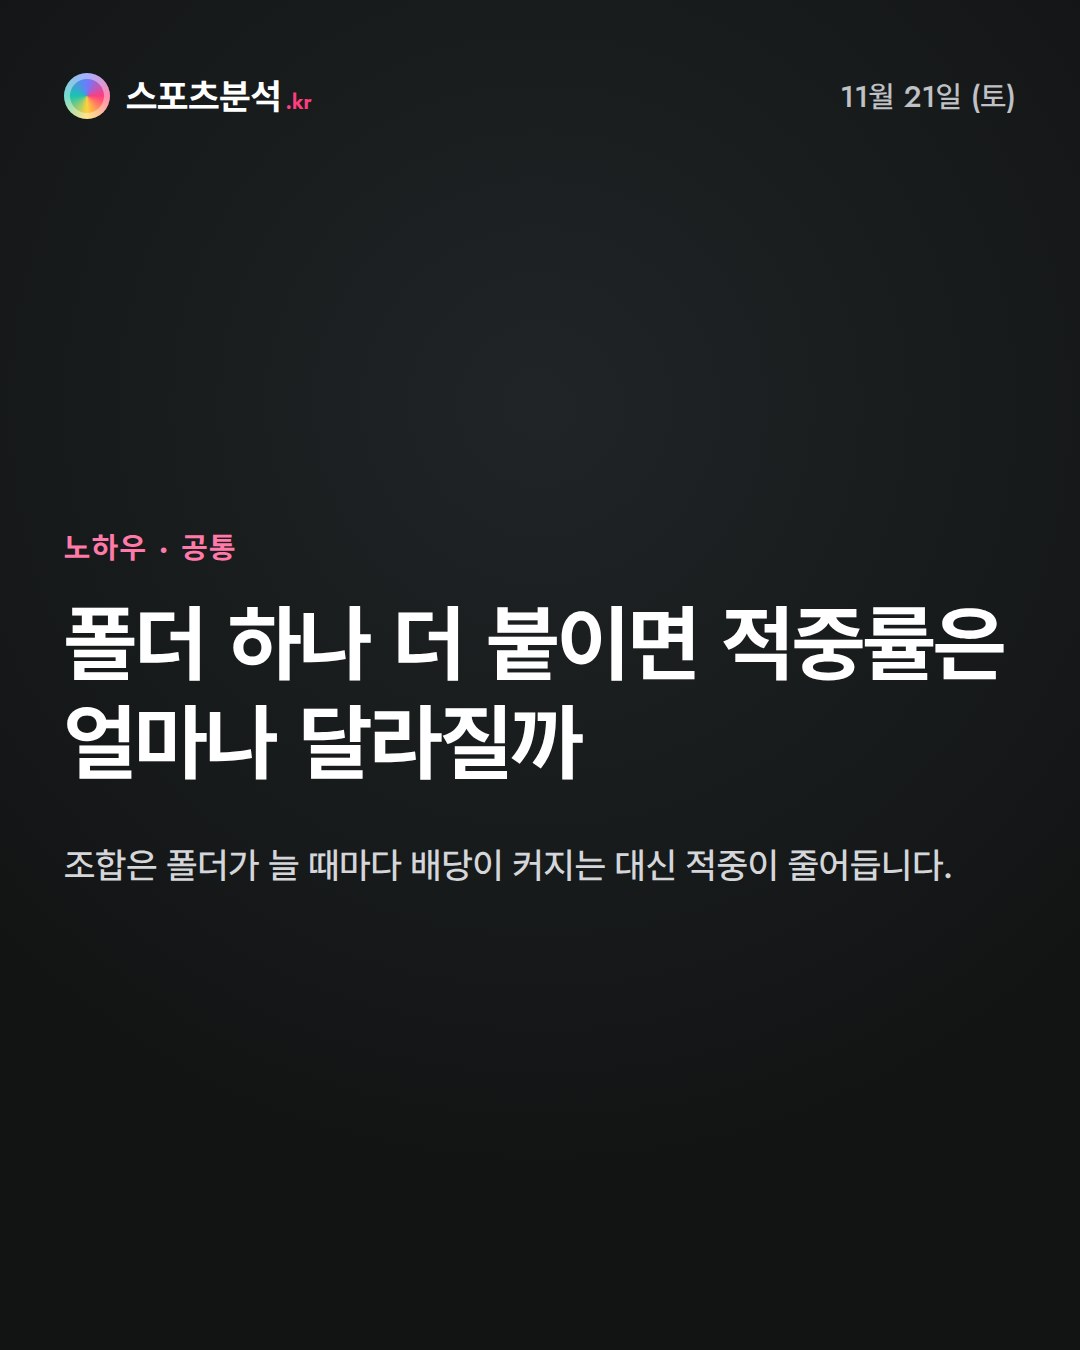 스포츠분석.kr
11월 21일 (토)
노하우 · 공통
폴더 하나 더 붙이면 적중률은
얼마나 달라질까
조합은 폴더가 늘 때마다 배당이 커지는 대신 적중이 줄어듭니다.